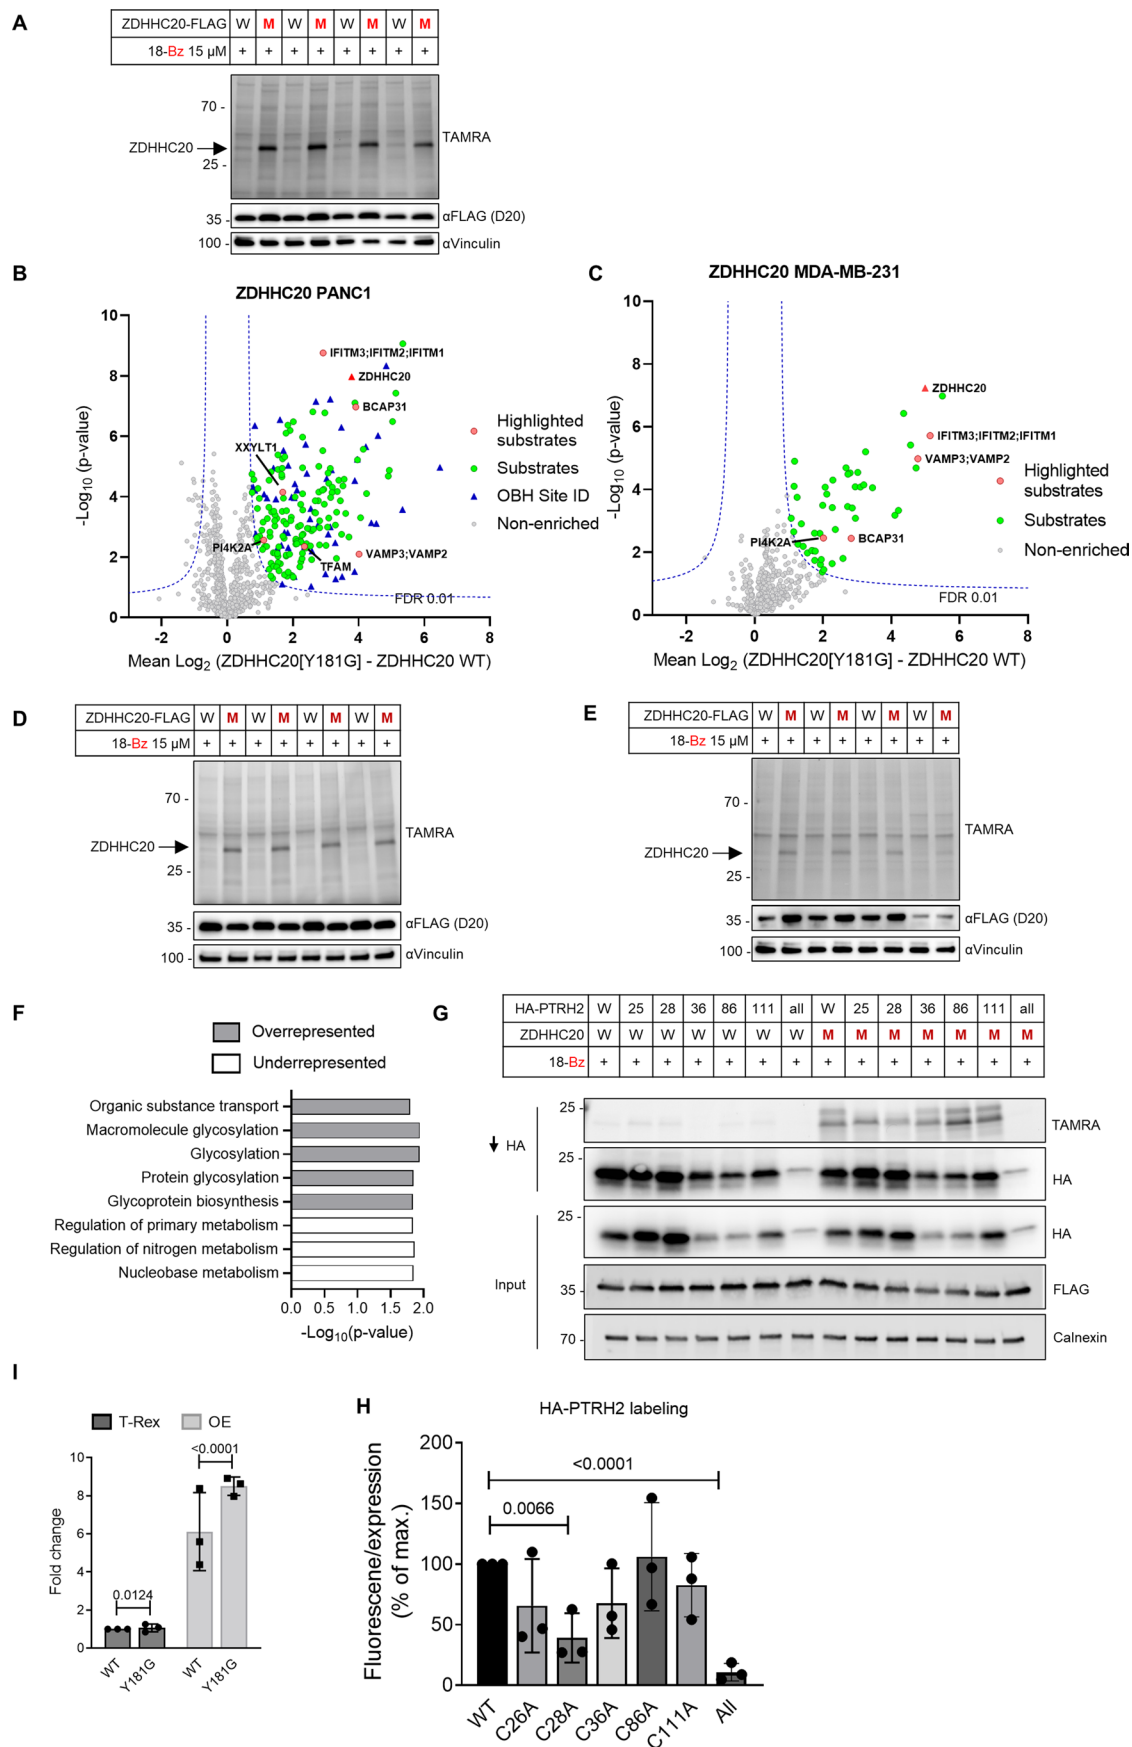 A
ZDHHC20-FLAG W M W M W M W M
18-Bz 15 µM + + + + + + + +
70 -
TAMRA
ZDHHC20
25 -
35 - αFLAG (D20)
100 - αVinculin
B
ZDHHC20 PANC1
10
8
6
4
2
0
-Log10 (p-value)
IFITM3;IFITM2;IFITM1
ZDHHC20
BCAP31
XXYLT1
PI4K2A
TFAM
VAMP3;VAMP2
FDR 0.01
-2 0 2 4 6 8
Mean Log2 (ZDHHC20[Y181G] - ZDHHC20 WT)
Highlighted
substrates
Substrates
OBH Site ID
Non-enriched
C
ZDHHC20 MDA-MB-231
10
8
6
4
2
0
-Log10 (p-value)
ZDHHC20
IFITM3;IFITM2;IFITM1
VAMP3;VAMP2
PI4K2A
BCAP31
FDR 0.01
-2 0 2 4 6 8
Mean Log2 (ZDHHC20[Y181G] - ZDHHC20 WT)
Highlighted
substrates
Substrates
Non-enriched
D
ZDHHC20-FLAG W M W M W M W M
18-Bz 15 µM + + + + + + + +
70 -
TAMRA
ZDHHC20
25 -
35 - αFLAG (D20)
100 - αVinculin
E
ZDHHC20-FLAG W M W M W M W M
18-Bz 15 µM + + + + + + + +
70 -
TAMRA
ZDHHC20
25 -
35 - αFLAG (D20)
100 - αVinculin
F
Overrepresented
Underrepresented
Organic substance transport
Macromolecule glycosylation
Glycosylation
Protein glycosylation
Glycoprotein biosynthesis
Regulation of primary metabolism
Regulation of nitrogen metabolism
Nucleobase metabolism
0.0 0.5 1.0 1.5 2.0
-Log10(p-value)
G
HA-PTRH2 W 25 28 36 86 111 all W 25 28 36 86 111 all
ZDHHC20 W W W W W W W M M M M M M M
18-Bz + + + + + + + + + + + + + +
25 - TAMRA
HA
25 - HA
25 - HA
Input
35 - FLAG
70 - Calnexin
I
T-Rex OE
Fold change
10
8
6
4
2
0
<0.0001
0.0124
WT Y181G WT Y181G
H
HA-PTRH2 labeling
Fluorescene/expression
(% of max.)
200
150
100
50
0
<0.0001
0.0066
WT C26A C28A C36A C86A C111A All